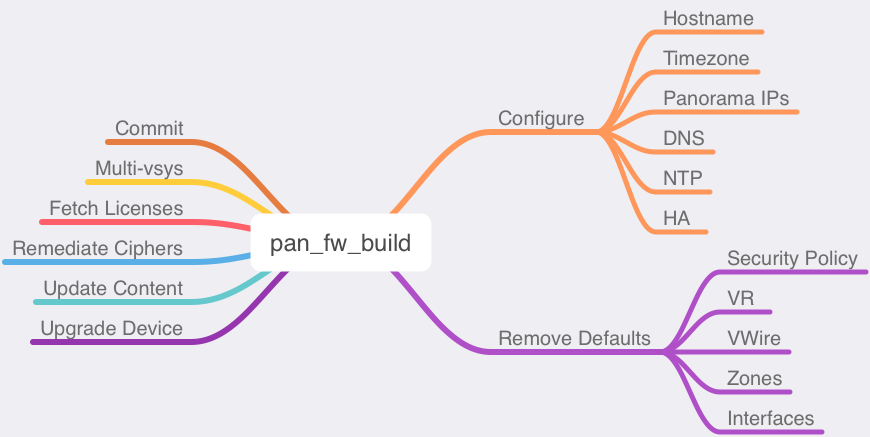 pan_fw_build
Configure
Hostname
Timezone
Panorama IPs
DNS
NTP
HA
Remove Defaults
Security Policy
VR
VWire
Zones
Interfaces
Commit
Multi-vsys
Fetch Licenses
Remediate Ciphers
Update Content
Upgrade Device